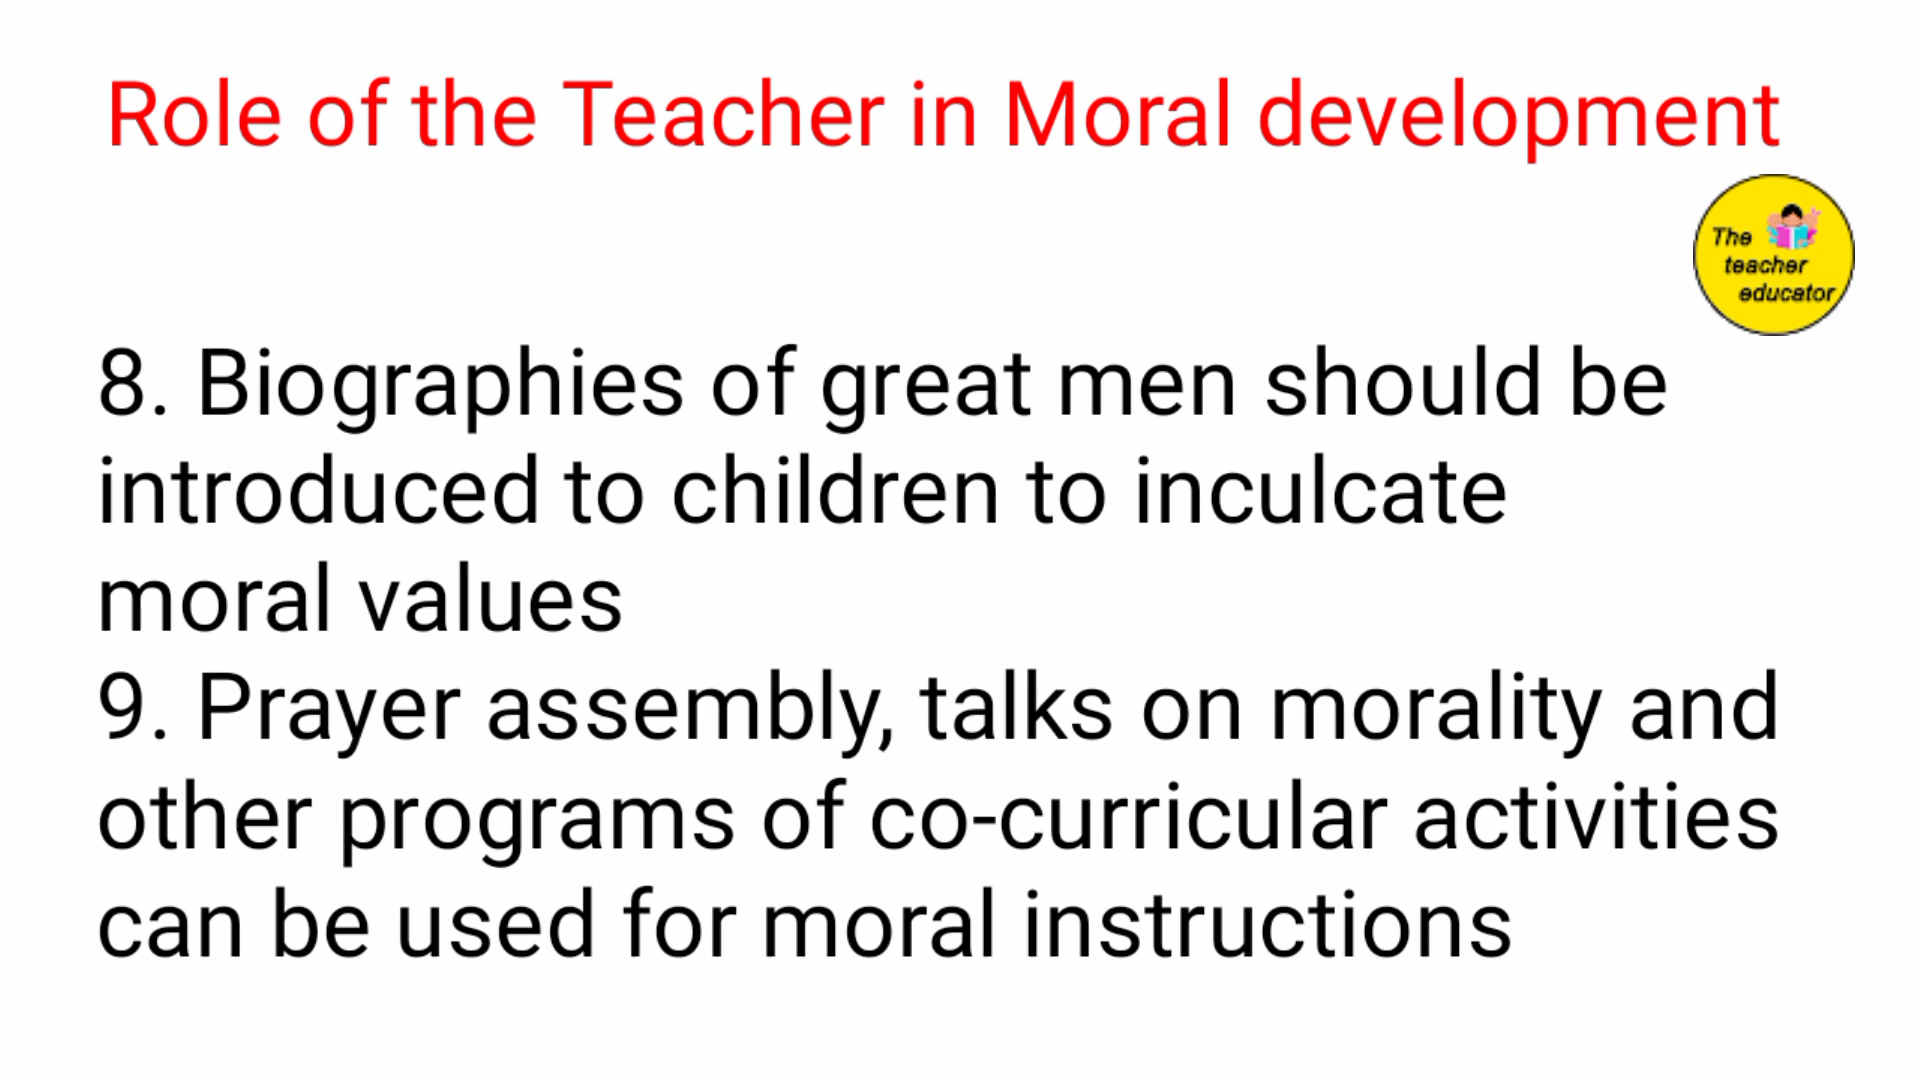 Role of the Teacher in Moral development
The
teacher
educator
8. Biographies of great men should be
introduced to children to inculcate
moral values
9. Prayer assembly, talks on morality and
other programs of co-curricular activities
can be used for moral instructions